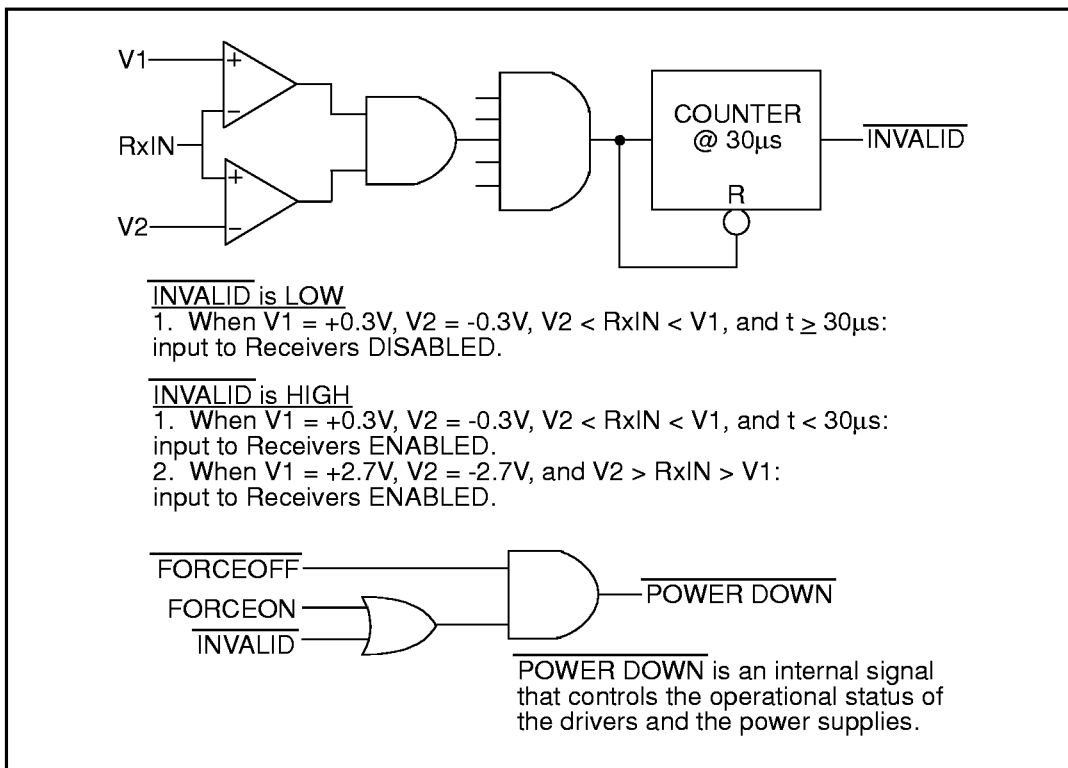 V1
+
−
RxIN
+
−
V2
COUNTER
@ 30µs
R
INVALID
INVALID is LOW
1. When V1 = +0.3V, V2 = -0.3V, V2 < RxIN < V1, and t ≥ 30µs:
input to Receivers DISABLED.
INVALID is HIGH
1. When V1 = +0.3V, V2 = -0.3V, V2 < RxIN < V1, and t < 30µs:
input to Receivers ENABLED.
2. When V1 = +2.7V, V2 = -2.7V, and V2 > RxIN > V1:
input to Receivers ENABLED.
FORCEOFF
FORCEON
INVALID
POWER DOWN
POWER DOWN is an internal signal
that controls the operational status of
the drivers and the power supplies.